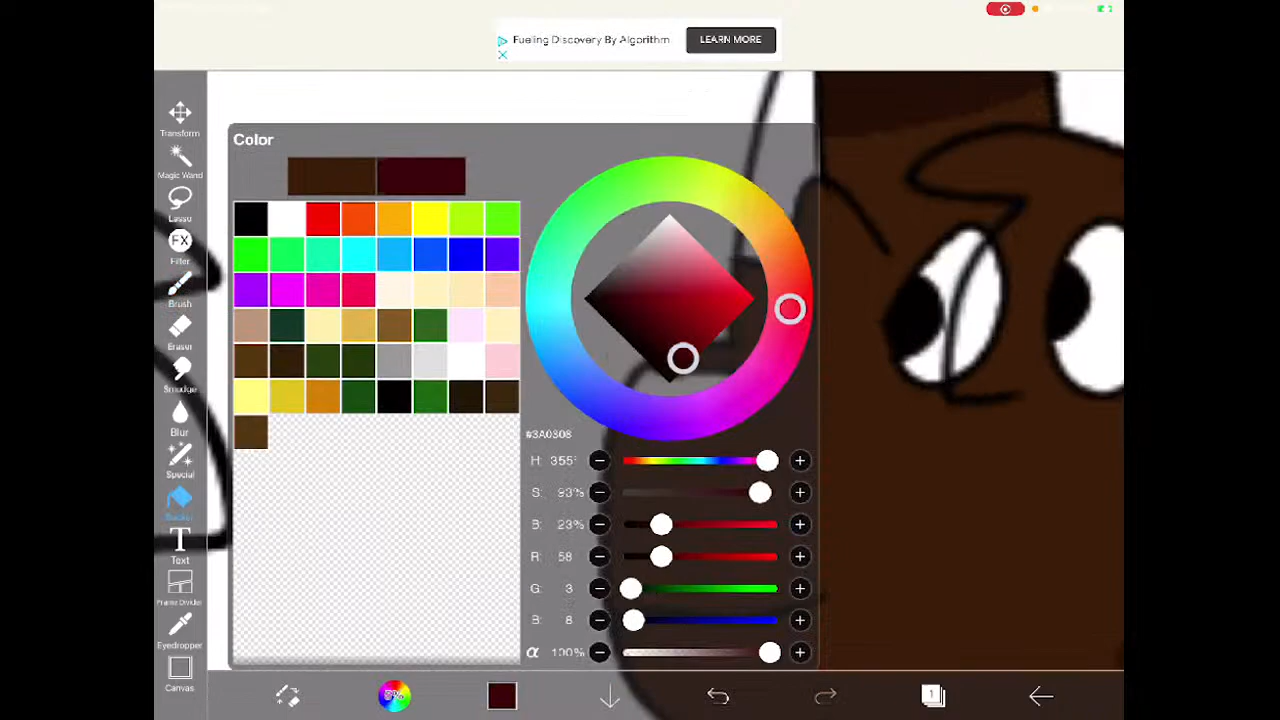 Fueling Discovery By Algorithm
LEARN MORE
Transform
Magic Wand
Lasso
FX
Filter
Brush
Eraser
Smudge
Blur
Special
Bucket
T
Text
Frame Divider
Eyedropper
Canvas
Color
#3A0308
H: 355°
S: 93%
B: 23%
R: 58
G: 3
B: 8
α 100%
1